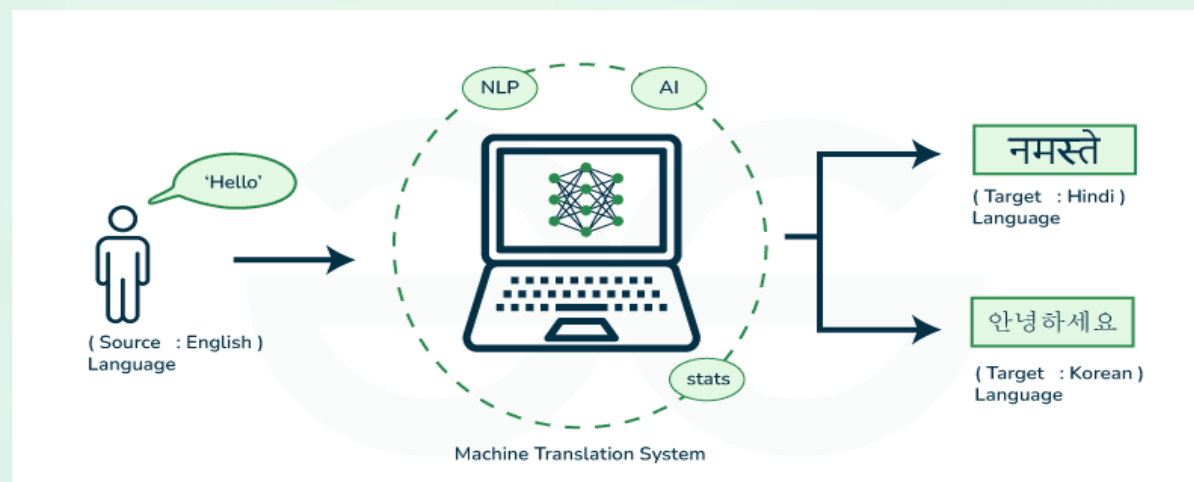 NLP
AI
‘Hello’
( Source : English )
Language
stats
Machine Translation System
नमस्ते
( Target : Hindi )
Language
안녕하세요
( Target : Korean )
Language